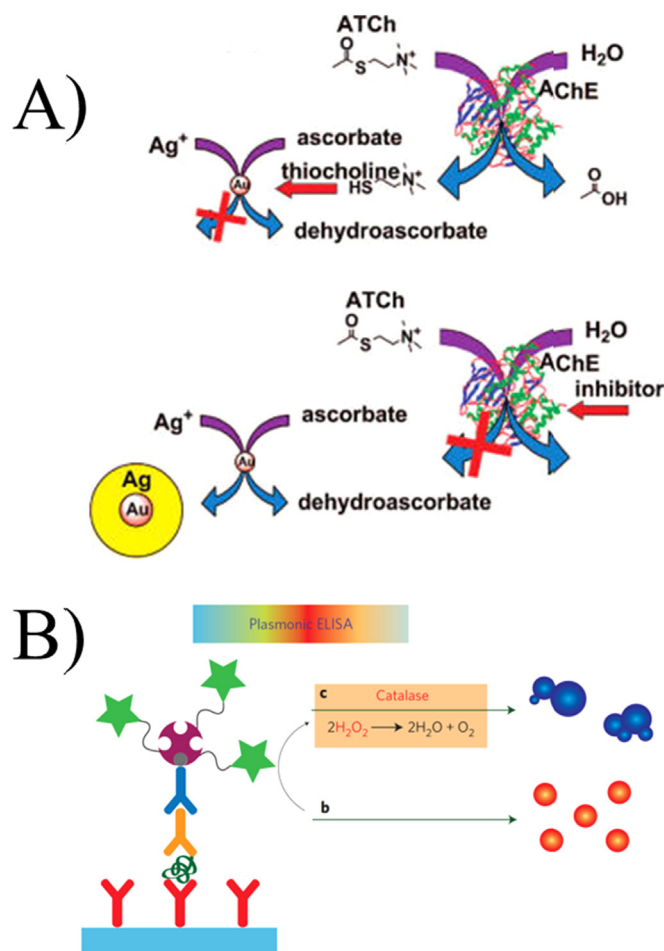 A)
ATCh
O
S
N+
H₂O
AChE
Ag⁺
ascorbate
thiocholine
HS
N+
Au
O
OH
dehydroascorbate
ATCh
O
S
N+
H₂O
AChE
inhibitor
Ag⁺
ascorbate
Ag
Au
Au
dehydroascorbate
B)
Plasmonic ELISA
c
Catalase
2H₂O₂ ⟶ 2H₂O + O₂
b